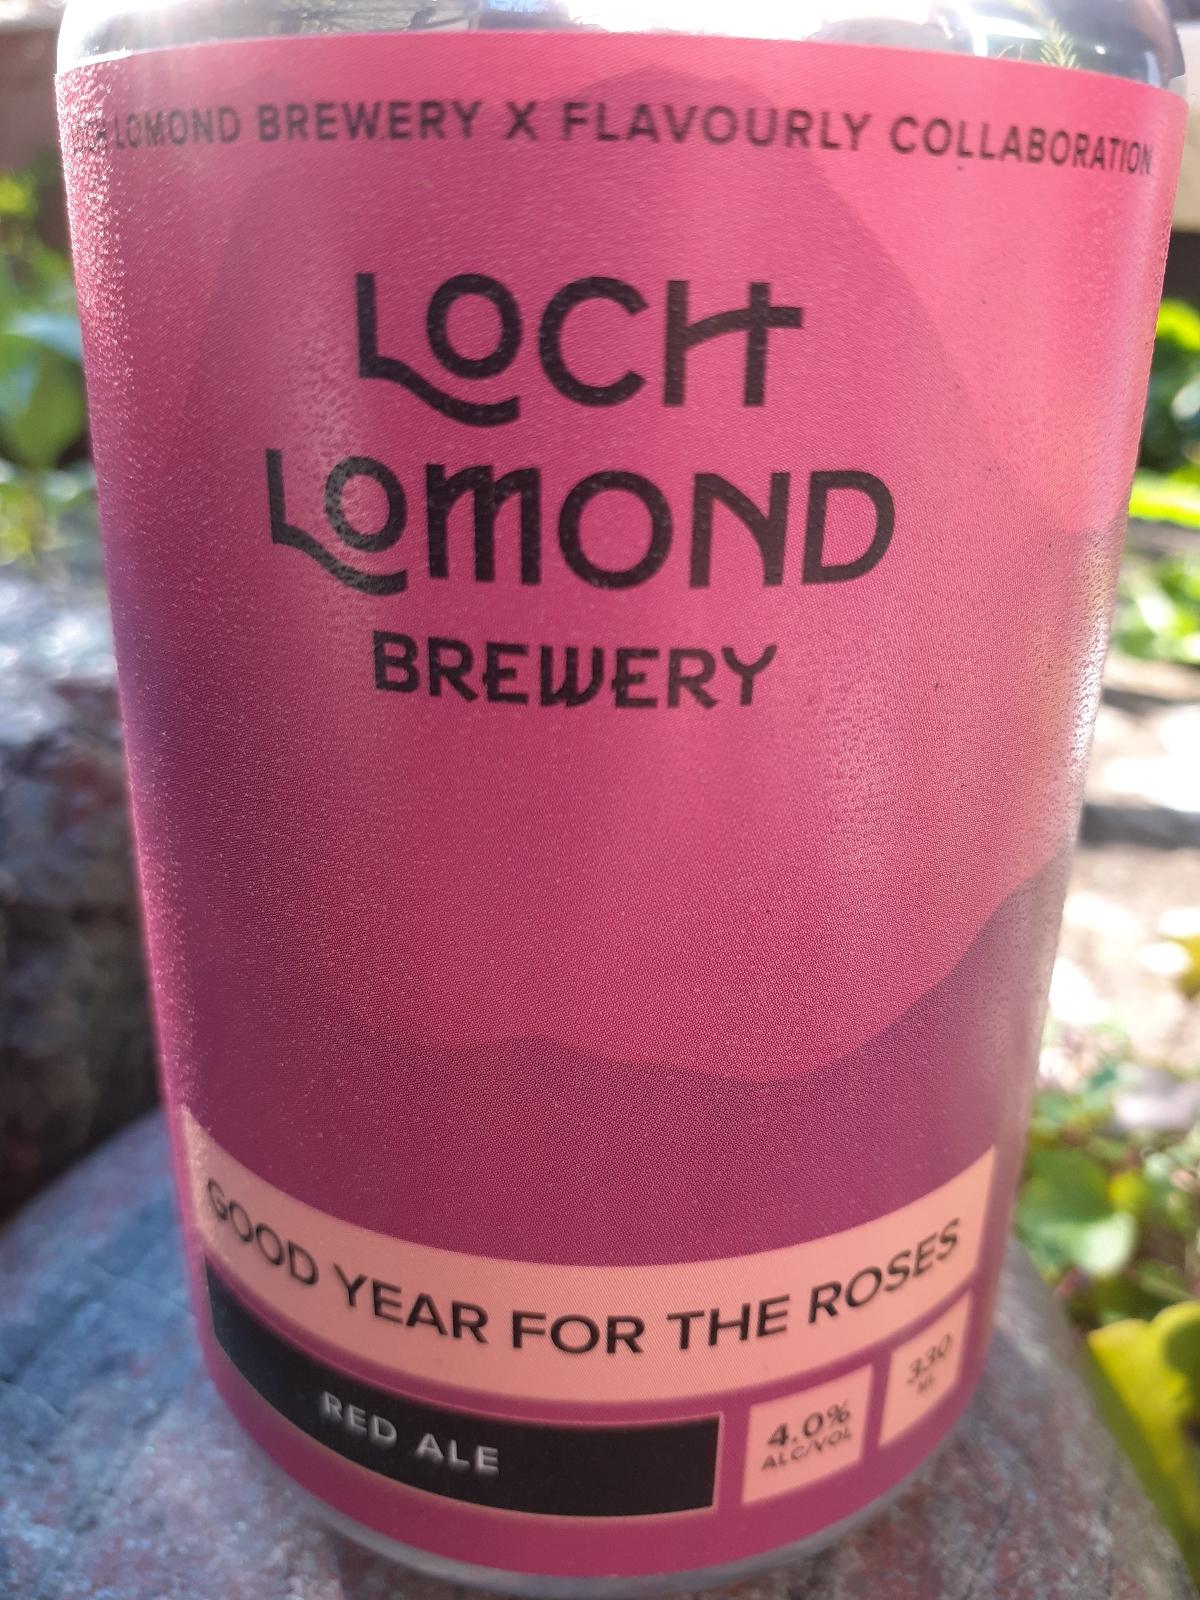 LOCH LOMOND BREWERY X FLAVOURLY COLLABORATION
LOCH
LOMOND
BREWERY
GOOD YEAR FOR THE ROSES
RED ALE
4.0%
ALC/VOL
330
ML